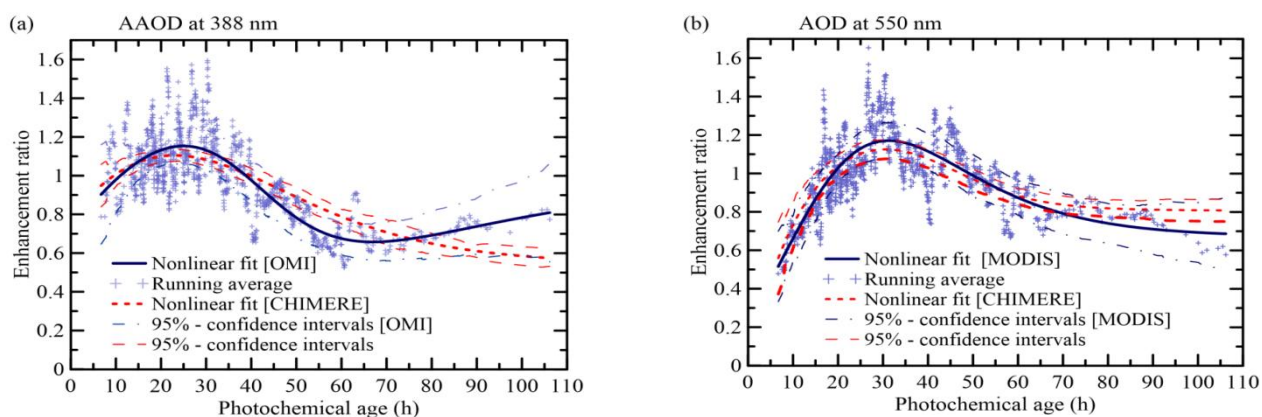 (a) AAOD at 388 nm
Enhancement ratio
1.6
1.4
1.2
1
0.8
0.6
0.4
0.2
0
Nonlinear fit [OMI]
Running average
Nonlinear fit [CHIMERE]
95% - confidence intervals [OMI]
95% - confidence intervals
0 10 20 30 40 50 60 70 80 90 100 110
Photochemical age (h)
(b) AOD at 550 nm
Enhancement ratio
1.6
1.4
1.2
1
0.8
0.6
0.4
0.2
0
Nonlinear fit [MODIS]
Running average
Nonlinear fit [CHIMERE]
95% - confidence intervals [MODIS]
95% - confidence intervals
0 10 20 30 40 50 60 70 80 90 100 110
Photochemical age (h)